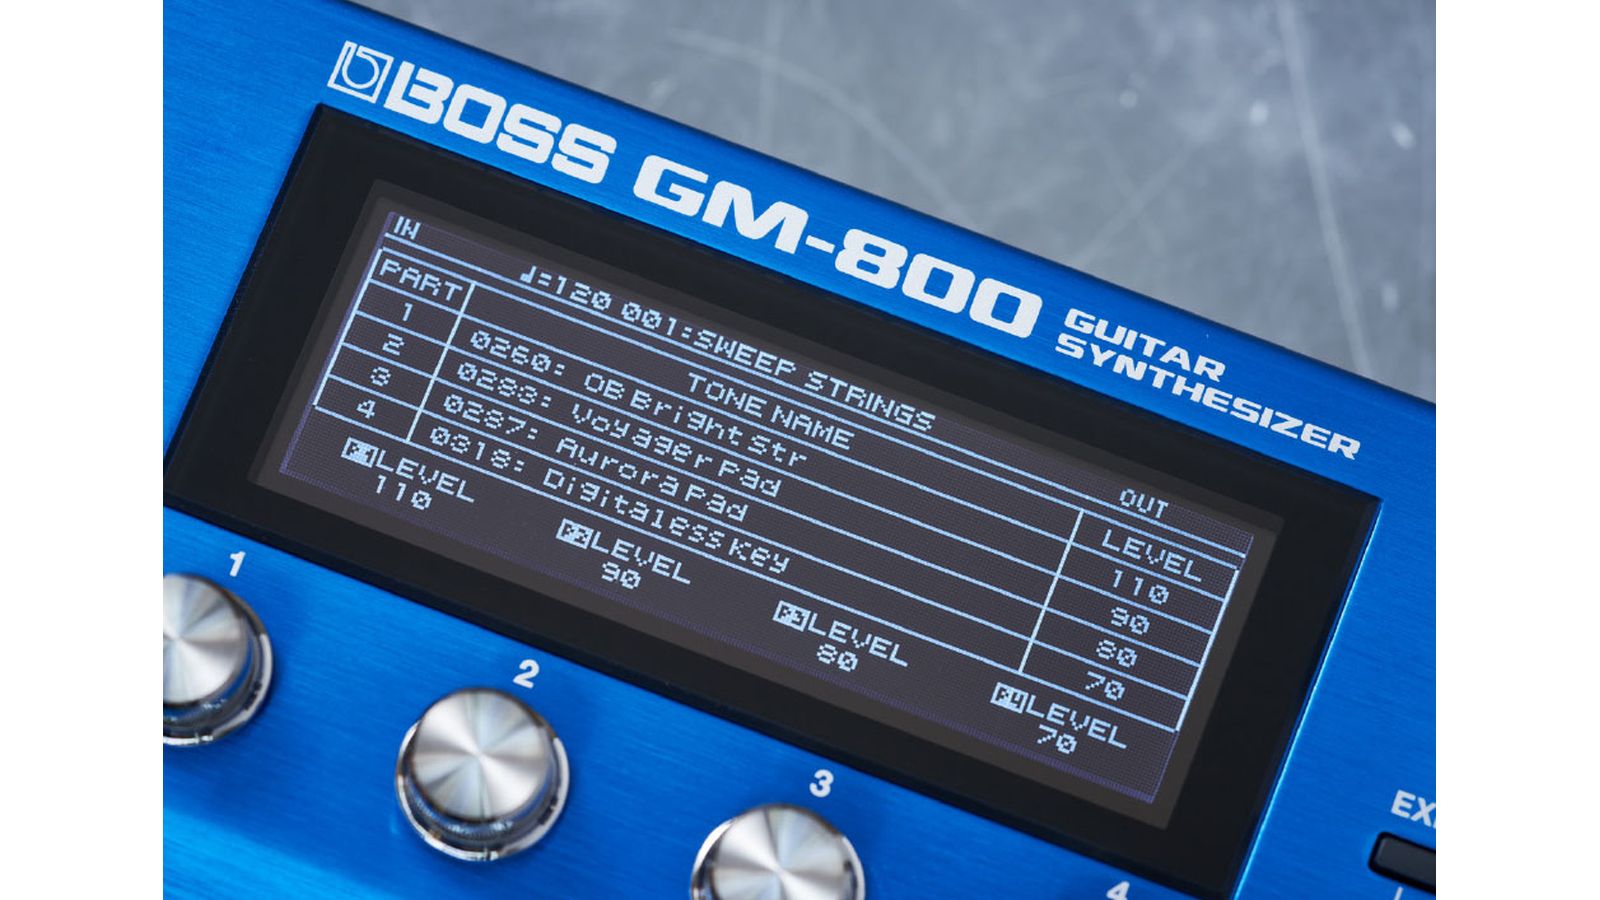 BOSS GM-800 GUITAR
SYNTHESIZER
IN
♩=120 001:SWEEP STRINGS
OUT
PART TONE NAME LEVEL
1 0260: OB Bright Str 110
2 0283: Voyager Pad 90
3 0287: Aurora Pad 80
4 0318: Digitaless Key 70
P1 LEVEL
110
P2 LEVEL
90
P3 LEVEL
80
P4 LEVEL
70
1
2
3
4